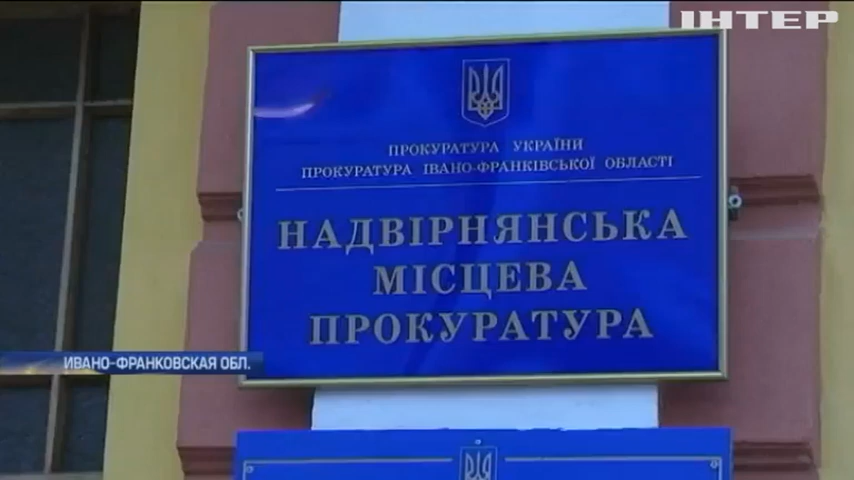 ІНТЕР
ПРОКУРАТУРА УКРАЇНИ
ПРОКУРАТУРА ІВАНО-ФРАНКІВСЬКОЇ ОБЛАСТІ
НАДВІРНЯНСЬКА
МІСЦЕВА
ПРОКУРАТУРА
ИВАНО-ФРАНКОВСКАЯ ОБЛ.